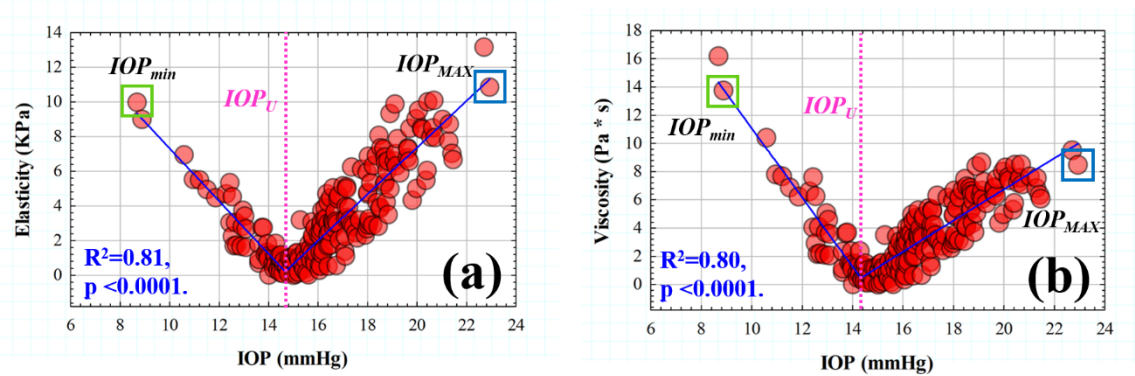 14
12
10
8
6
4
2
0
Elasticity (KPa)
IOPmin
IOPU
IOPMAX
R²=0.81,
p <0.0001.
(a)
6 8 10 12 14 16 18 20 22 24
IOP (mmHg)
18
16
14
12
10
8
6
4
2
0
Viscosity (Pa * s)
IOPmin
IOPU
IOPMAX
R²=0.80,
p <0.0001.
(b)
6 8 10 12 14 16 18 20 22 24
IOP (mmHg)